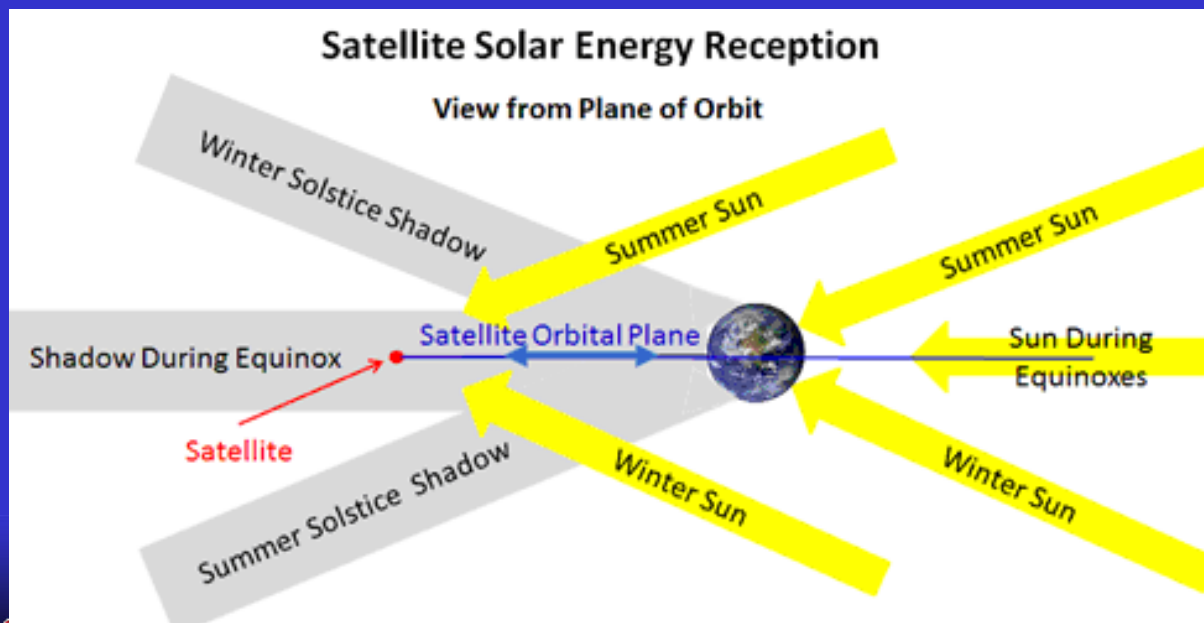 Satellite Solar Energy Reception
View from Plane of Orbit
Winter Solstice Shadow
Summer Sun
Summer Sun
Satellite Orbital Plane
Shadow During Equinox
Sun During
Equinoxes
Satellite
Summer Solstice Shadow
Winter Sun
Winter Sun